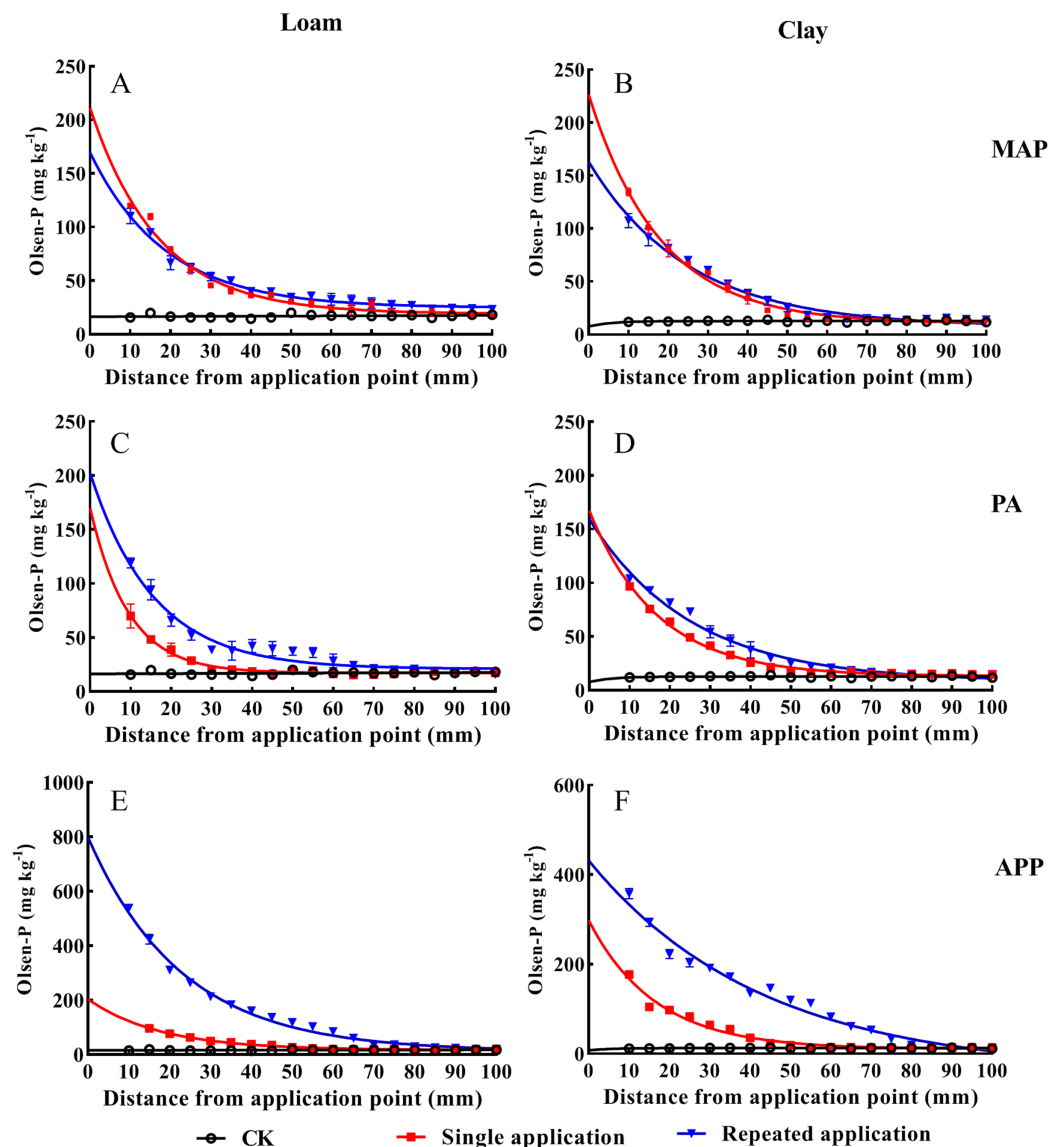 Loam
Clay
A
Olsen-P (mg kg-1)
250
200
150
100
50
0
0 10 20 30 40 50 60 70 80 90 100
Distance from application point (mm)
B
Olsen-P (mg kg-1)
250
200
150
100
50
0
0 10 20 30 40 50 60 70 80 90 100
Distance from application point (mm)
MAP
C
Olsen-P (mg kg-1)
250
200
150
100
50
0
0 10 20 30 40 50 60 70 80 90 100
Distance from application point (mm)
D
Olsen-P (mg kg-1)
250
200
150
100
50
0
0 10 20 30 40 50 60 70 80 90 100
Distance from application point (mm)
PA
E
Olsen-P (mg kg-1)
1000
800
600
400
200
0
0 10 20 30 40 50 60 70 80 90 100
Distance from application point (mm)
F
Olsen-P (mg kg-1)
600
400
200
0
0 10 20 30 40 50 60 70 80 90 100
Distance from application point (mm)
APP
CK Single application Repeated application